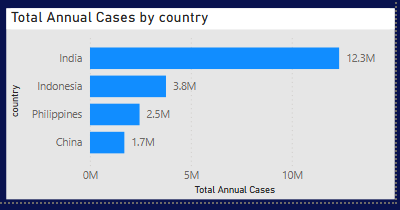 Total Annual Cases by country
India 12.3M
Indonesia 3.8M
Philippines 2.5M
China 1.7M
country
0M 5M 10M
Total Annual Cases